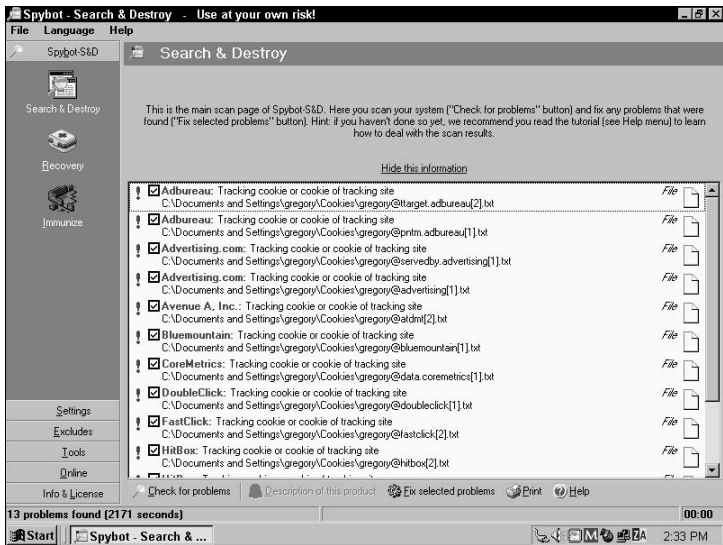 Spybot - Search & Destroy - Use at your own risk!
File Language Help
Spybot-S&D
Search & Destroy
Search & Destroy
Recovery
Immunize
This is the main scan page of Spybot-S&D. Here you scan your system ("Check for problems" button) and fix any problems that were
found ("Fix selected problems" button). Hint: if you haven't done so yet, we recommend you read the tutorial (see Help menu) to learn
how to deal with the scan results.
Hide this information
Adbureau: Tracking cookie or cookie of tracking site File
C:\Documents and Settings\gregory\Cookies\gregory@ttarget.adbureau[2].txt
Adbureau: Tracking cookie or cookie of tracking site File
C:\Documents and Settings\gregory\Cookies\gregory@pntm.adbureau[1].txt
Advertising.com: Tracking cookie or cookie of tracking site File
C:\Documents and Settings\gregory\Cookies\gregory@servedby.advertising[1].txt
Advertising.com: Tracking cookie or cookie of tracking site File
C:\Documents and Settings\gregory\Cookies\gregory@advertising[1].txt
Avenue A, Inc.: Tracking cookie or cookie of tracking site File
C:\Documents and Settings\gregory\Cookies\gregory@atdmt[2].txt
Bluemountain: Tracking cookie or cookie of tracking site File
C:\Documents and Settings\gregory\Cookies\gregory@bluemountain[1].txt
CoreMetrics: Tracking cookie or cookie of tracking site File
C:\Documents and Settings\gregory\Cookies\gregory@data.coremetrics[1].txt
DoubleClick: Tracking cookie or cookie of tracking site File
C:\Documents and Settings\gregory\Cookies\gregory@doubleclick[1].txt
FastClick: Tracking cookie or cookie of tracking site File
C:\Documents and Settings\gregory\Cookies\gregory@fastclick[2].txt
HitBox: Tracking cookie or cookie of tracking site File
C:\Documents and Settings\gregory\Cookies\gregory@hitbox[2].txt
Settings
Excludes
Tools
Online
Info & License
Check for problems Description of this product Fix selected problems Print Help
13 problems found (2171 seconds) 00:00
Start Spybot - Search & ... 2:33 PM